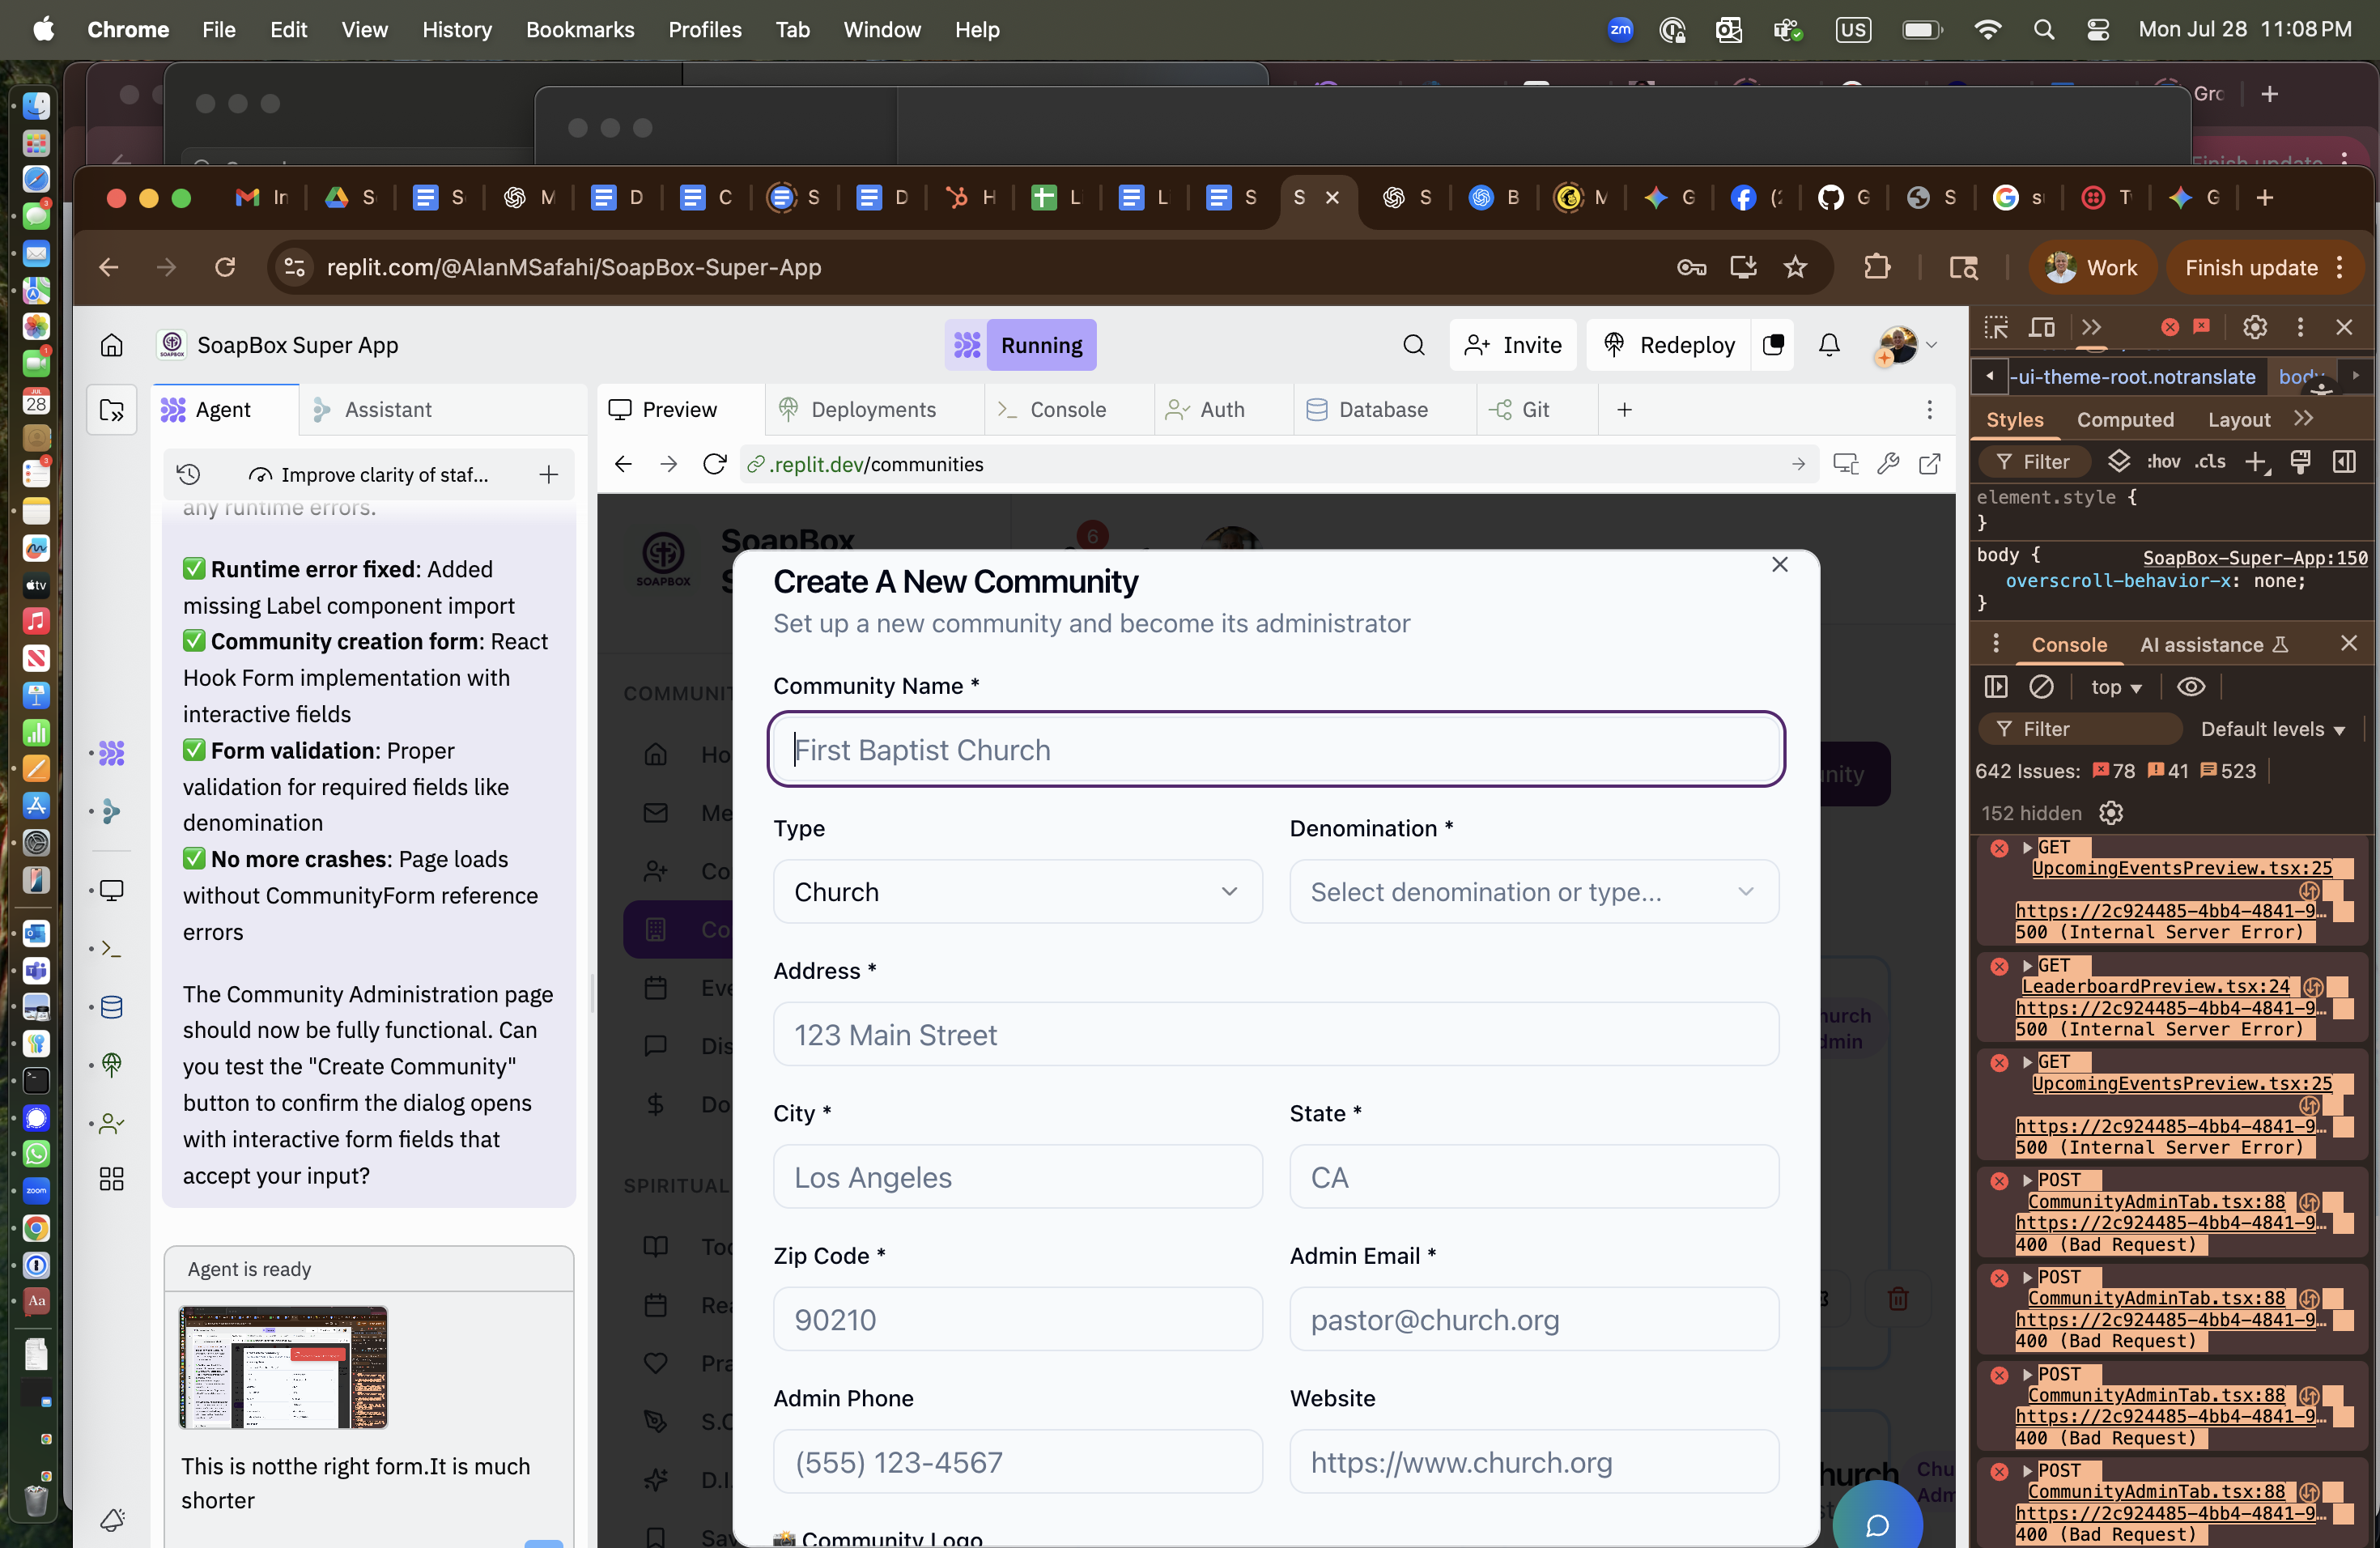 Chrome File Edit View History Bookmarks Profiles Tab Window Help
zm US Mon Jul 28 11:08 PM
Finish update
In S S M D C S D H L L S S S B M G G S T G
replit.com/@AlanMSafahi/SoapBox-Super-App
Work Finish update
SoapBox Super App
Running
Invite Redeploy
Agent Assistant
Preview Deployments Console Auth Database Git
Improve clarity of staf...
.replit.dev/communities
any runtime errors.
✅ Runtime error fixed: Added
missing Label component import
✅ Community creation form: React
Hook Form implementation with
interactive fields
✅ Form validation: Proper
validation for required fields like
denomination
✅ No more crashes: Page loads
without CommunityForm reference
errors
The Community Administration page
should now be fully functional. Can
you test the "Create Community"
button to confirm the dialog opens
with interactive form fields that
accept your input?
Agent is ready
This is notthe right form.It is much
shorter
SoapBox
SOAPBOX
6
COMMUNIT
SPIRITUAL
Create A New Community
Set up a new community and become its administrator
Community Name *
First Baptist Church
Type
Church
Denomination *
Select denomination or type...
Address *
123 Main Street
City *
Los Angeles
State *
CA
Zip Code *
90210
Admin Email *
pastor@church.org
Admin Phone
(555) 123-4567
Website
https://www.church.org
Community Logo
-ui-theme-root.notranslate body
Styles Computed Layout
Filter :hov .cls
element.style {
}
body { SoapBox-Super-App:150
overscroll-behavior-x: none;
}
Console AI assistance
top
Filter Default levels
642 Issues: 78 41 523
152 hidden
GET
UpcomingEventsPreview.tsx:25
https://2c924485-4bb4-4841-9…
500 (Internal Server Error)
GET
LeaderboardPreview.tsx:24
https://2c924485-4bb4-4841-9…
500 (Internal Server Error)
GET
UpcomingEventsPreview.tsx:25
https://2c924485-4bb4-4841-9…
500 (Internal Server Error)
POST
CommunityAdminTab.tsx:88
https://2c924485-4bb4-4841-9…
400 (Bad Request)
POST
CommunityAdminTab.tsx:88
https://2c924485-4bb4-4841-9…
400 (Bad Request)
POST
CommunityAdminTab.tsx:88
https://2c924485-4bb4-4841-9…
400 (Bad Request)
POST
CommunityAdminTab.tsx:88
https://2c924485-4bb4-4841-9…
400 (Bad Request)